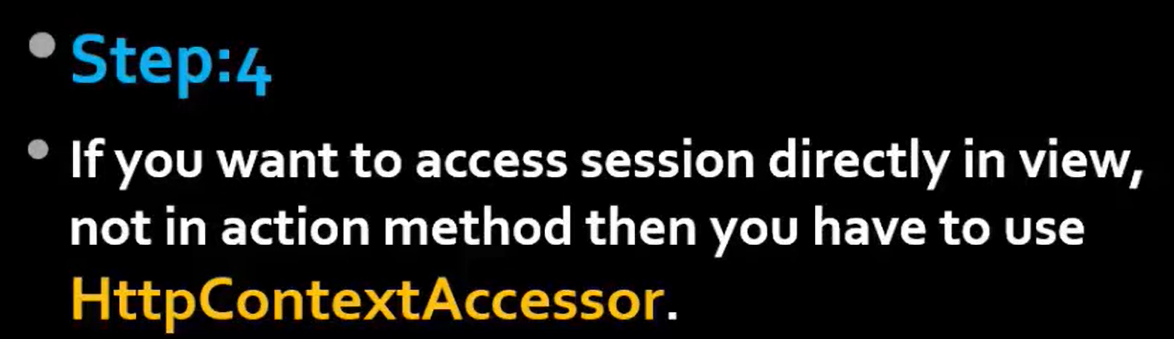 Step:4
If you want to access session directly in view,
not in action method then you have to use
HttpContextAccessor.